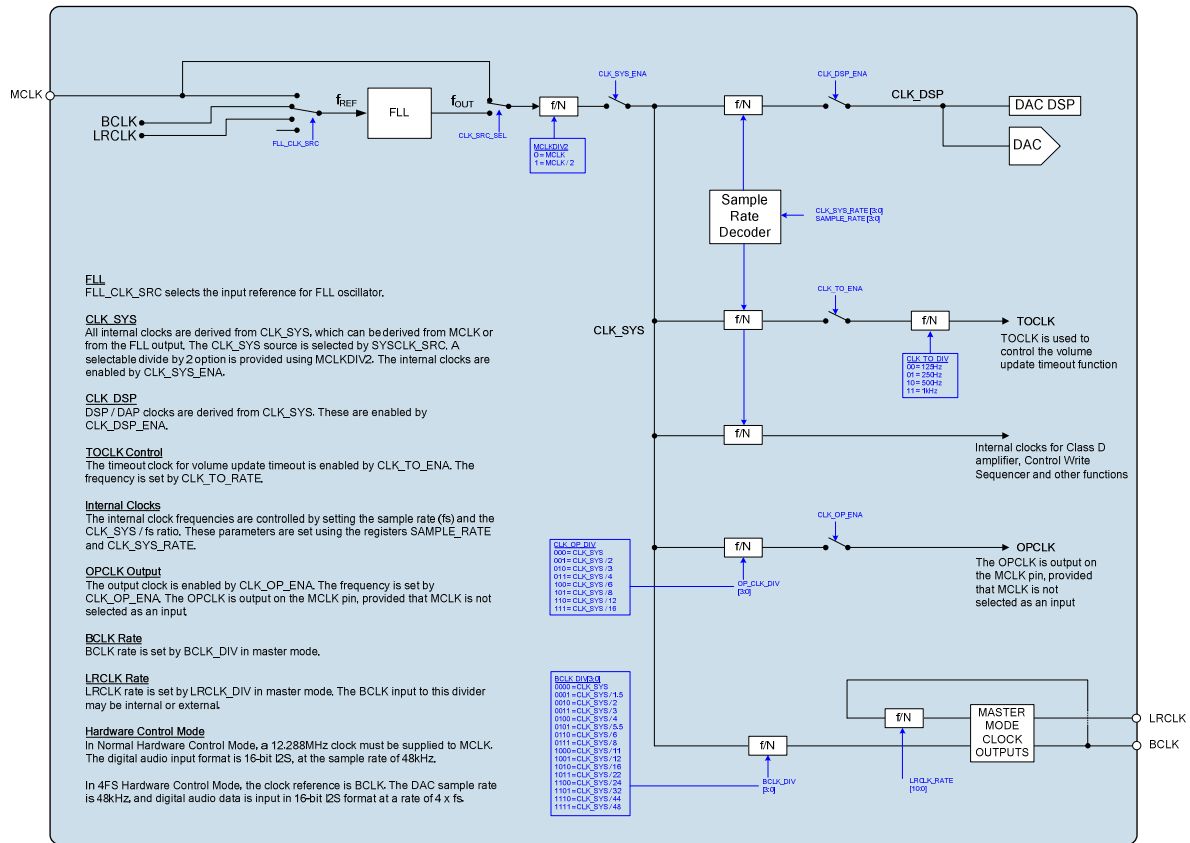 MCLK
BCLK
LRCLK
FLL_CLK_SRC
fREF
FLL
fOUT
CLK_SRC_SEL
f/N
MCLKDIV2
0 = MCLK
1 = MCLK / 2
CLK_SYS_ENA
f/N
CLK_DSP_ENA
CLK_DSP
DAC DSP
DAC
Sample
Rate
Decoder
CLK_SYS_RATE [3:0]
SAMPLE_RATE [3:0]
FLL
FLL_CLK_SRC selects the input reference for FLL oscillator.
CLK_SYS
All internal clocks are derived from CLK_SYS, which can be derived from MCLK or
from the FLL output. The CLK_SYS source is selected by SYSCLK_SRC. A
selectable divide by 2 option is provided using MCLKDIV2. The internal clocks are
enabled by CLK_SYS_ENA.
CLK_DSP
DSP / DAP clocks are derived from CLK_SYS. These are enabled by
CLK_DSP_ENA.
TOCLK Control
The timeout clock for volume update timeout is enabled by CLK_TO_ENA. The
frequency is set by CLK_TO_RATE.
Internal Clocks
The internal clock frequencies are controlled by setting the sample rate (fs) and the
CLK_SYS / fs ratio. These parameters are set using the registers SAMPLE_RATE
and CLK_SYS_RATE.
OPCLK Output
The output clock is enabled by CLK_OP_ENA. The frequency is set by
CLK_OP_ENA. The OPCLK is output on the MCLK pin, provided that MCLK is not
selected as an input.
BCLK Rate
BCLK rate is set by BCLK_DIV in master mode.
LRCLK Rate
LRCLK rate is set by LRCLK_DIV in master mode. The BCLK input to this divider
may be internal or external.
Hardware Control Mode
In Normal Hardware Control Mode, a 12.288MHz clock must be supplied to MCLK.
The digital audio input format is 16-bit I2S, at the sample rate of 48kHz.
In 4FS Hardware Control Mode, the clock reference is BCLK. The DAC sample rate
is 48kHz, and digital audio data is input in 16-bit I2S format at a rate of 4 x fs.
CLK_SYS
f/N
CLK_TO_ENA
f/N
CLK_TO_DIV
00 = 125Hz
01 = 250Hz
10 = 500Hz
11 = 1kHz
TOCLK
TOCLK is used to
control the volume
update timeout function
f/N
Internal clocks for Class D
amplifier, Control Write
Sequencer and other functions
CLK_OP_DIV
000 = CLK_SYS
001 = CLK_SYS / 2
010 = CLK_SYS / 3
011 = CLK_SYS / 4
100 = CLK_SYS / 6
101 = CLK_SYS / 8
110 = CLK_SYS / 12
111 = CLK_SYS / 16
f/N
OP_CLK_DIV
[3:0]
CLK_OP_ENA
OPCLK
The OPCLK is output on
the MCLK pin, provided
that MCLK is not
selected as an input
BCLK_DIV[3:0]
0000 = CLK_SYS
0001 = CLK_SYS / 1.5
0010 = CLK_SYS / 2
0011 = CLK_SYS / 3
0100 = CLK_SYS / 4
0101 = CLK_SYS / 5.5
0110 = CLK_SYS / 6
0111 = CLK_SYS / 8
1000 = CLK_SYS / 11
1001 = CLK_SYS / 12
1010 = CLK_SYS / 16
1011 = CLK_SYS / 22
1100 = CLK_SYS / 24
1101 = CLK_SYS / 32
1110 = CLK_SYS / 44
1111 = CLK_SYS / 48
f/N
BCLK_DIV
[3:0]
f/N
LRCLK_RATE
[10:0]
MASTER
MODE
CLOCK
OUTPUTS
LRCLK
BCLK